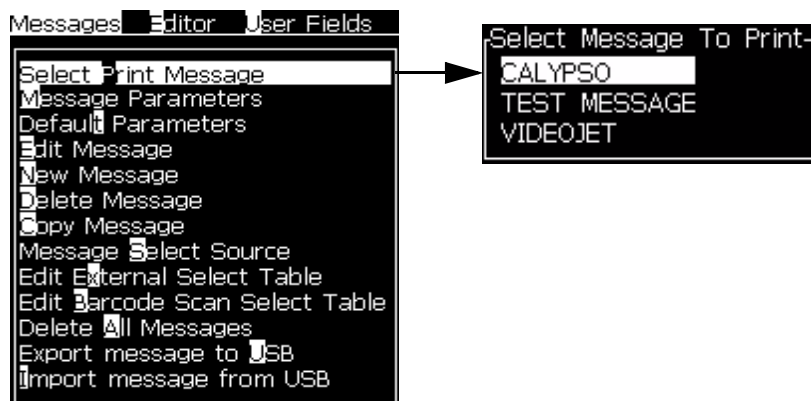 Messages Editor User Fields
Select Print Message
Message Parameters
Default Parameters
Edit Message
New Message
Delete Message
Copy Message
Message Select Source
Edit External Select Table
Edit Barcode Scan Select Table
Delete All Messages
Export message to USB
Import message from USB
Select Message To Print
CALYPSO
TEST MESSAGE
VIDEOJET